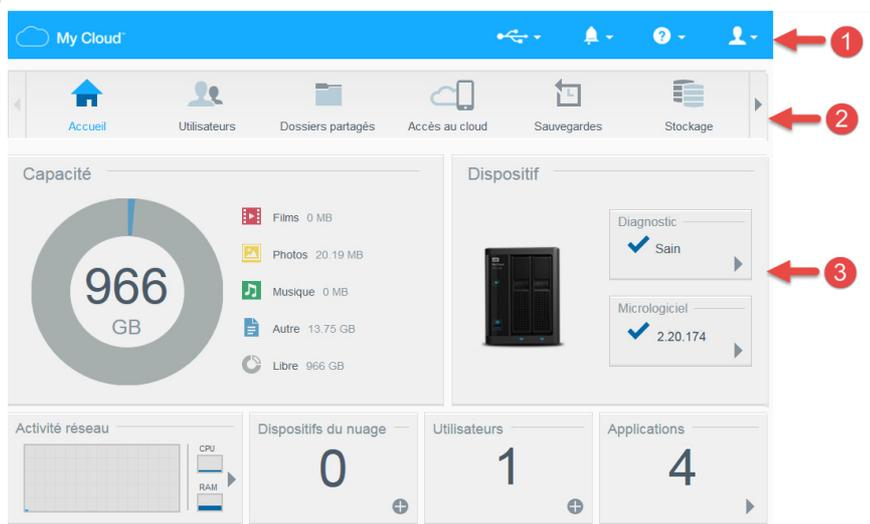 My Cloud
1
Accueil
Utilisateurs
Dossiers partagés
Accès au cloud
Sauvegardes
Stockage
2
Capacité
966
GB
Films 0 MB
Photos 20.19 MB
Musique 0 MB
Autre 13.75 GB
Libre 966 GB
Dispositif
Diagnostic
Sain
Micrologiciel
2.20.174
3
Activité réseau
CPU
RAM
Dispositifs du nuage
0
Utilisateurs
1
Applications
4